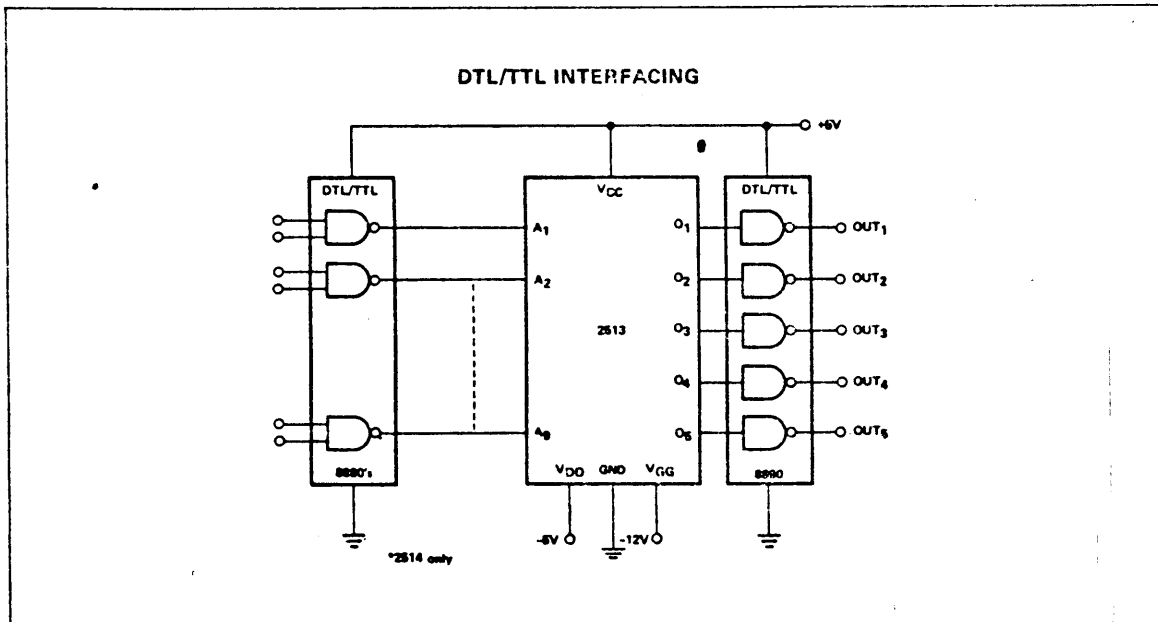 DTL/TTL INTERFACING
+5V
DTL/TTL
VCC
DTL/TTL
A1
O1
OUT1
A2
O2
OUT2
2513
O3
OUT3
O4
OUT4
A9
O5
OUT5
8880's
VDD
GND
VGG
8890
-5V
-12V
*2514 only